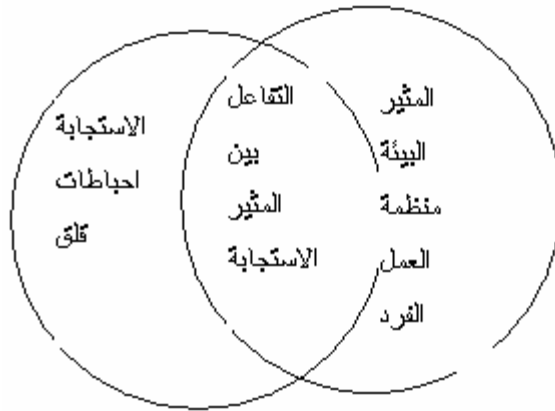 المثير
البيئة
منظمة
العمل
الفرد
التفاعل
بين
المثير
الاستجابة
الاستجابة
احباطات
قلق